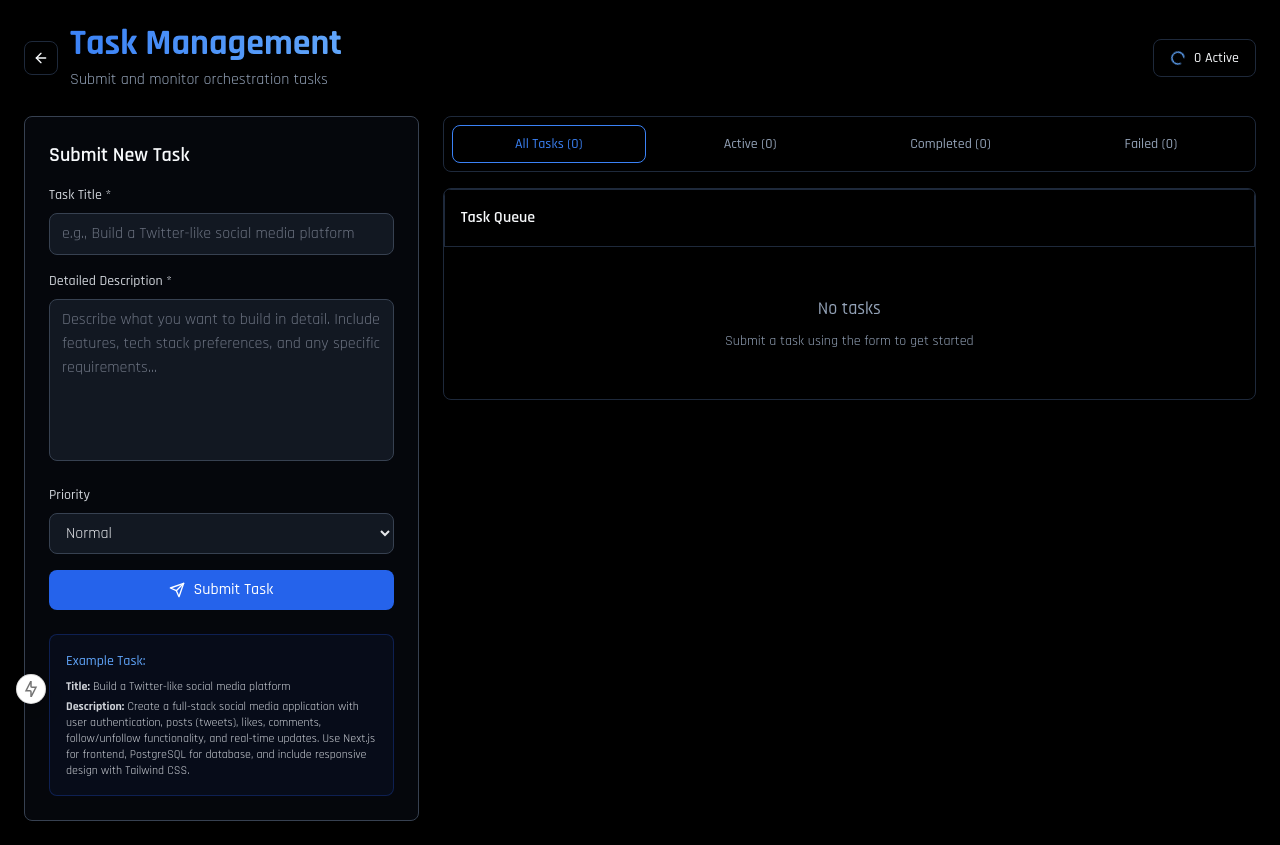 Task Management
Submit and monitor orchestration tasks
0 Active
Submit New Task
Task Title *
e.g., Build a Twitter-like social media platform
Detailed Description *
Describe what you want to build in detail. Include
features, tech stack preferences, and any specific
requirements...
Priority
Normal
Submit Task
Example Task:
Title: Build a Twitter-like social media platform
Description: Create a full-stack social media application with
user authentication, posts (tweets), likes, comments,
follow/unfollow functionality, and real-time updates. Use Next.js
for frontend, PostgreSQL for database, and include responsive
design with Tailwind CSS.
All Tasks (0)
Active (0)
Completed (0)
Failed (0)
Task Queue
No tasks
Submit a task using the form to get started